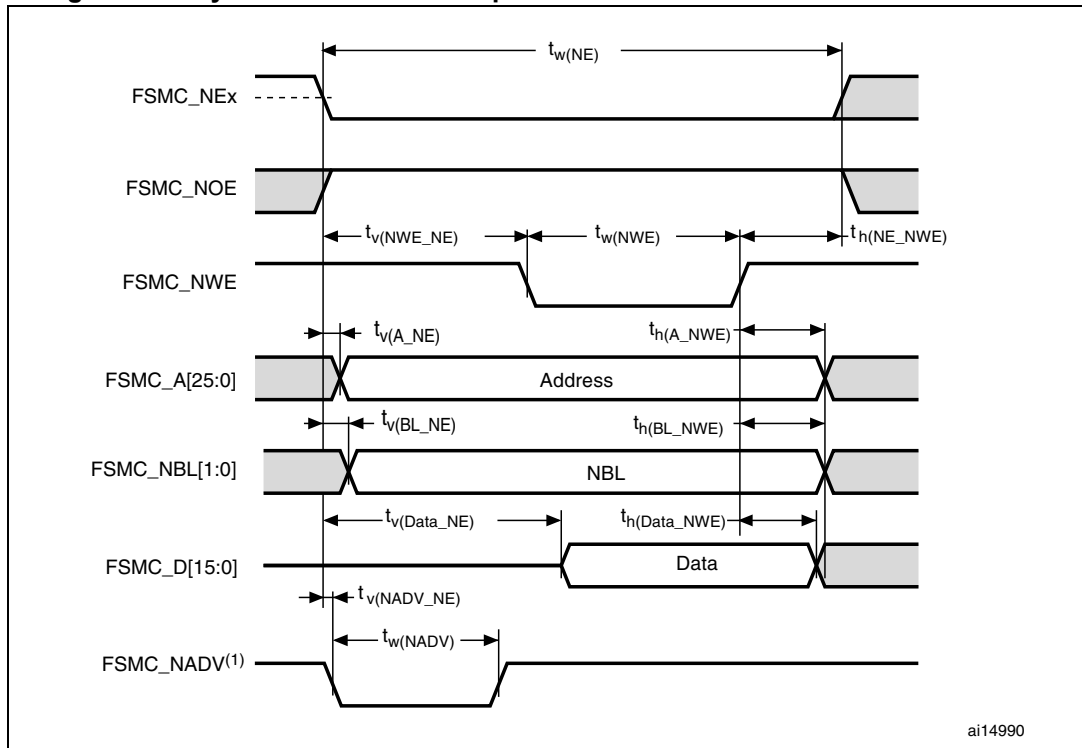 t_w(NE)
FSMC_NEx
FSMC_NOE
t_v(NWE_NE)
t_w(NWE)
t_h(NE_NWE)
FSMC_NWE
t_v(A_NE)
t_h(A_NWE)
FSMC_A[25:0]
Address
t_v(BL_NE)
t_h(BL_NWE)
FSMC_NBL[1:0]
NBL
t_v(Data_NE)
t_h(Data_NWE)
FSMC_D[15:0]
Data
t_v(NADV_NE)
t_w(NADV)
FSMC_NADV(1)
ai14990